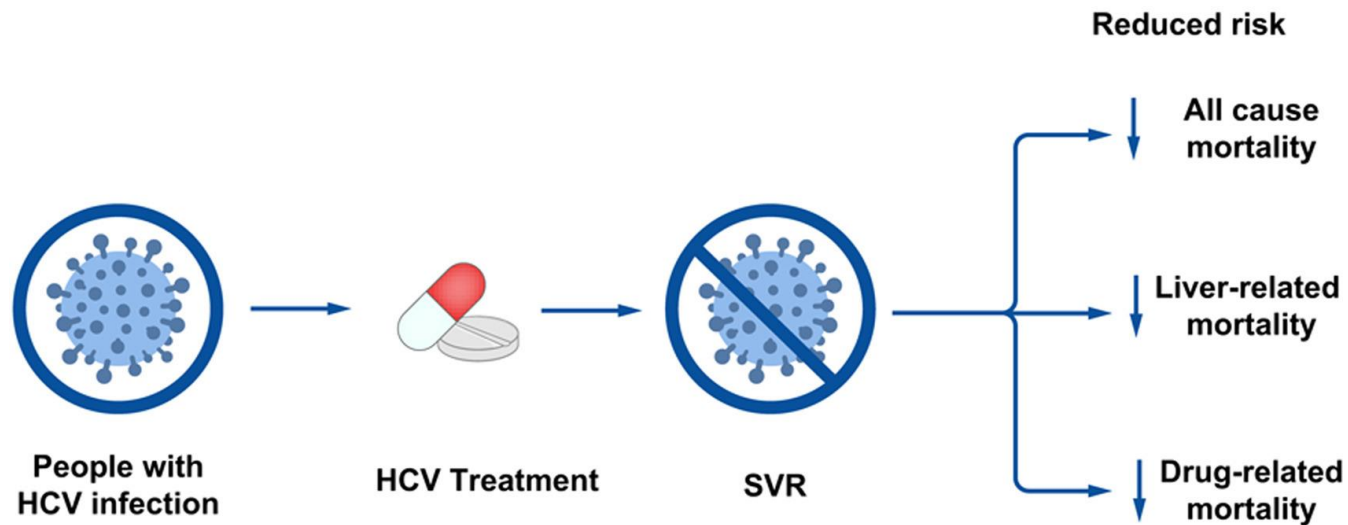 Reduced risk
All cause
mortality
Liver-related
mortality
Drug-related
mortality
People with
HCV infection
HCV Treatment
SVR